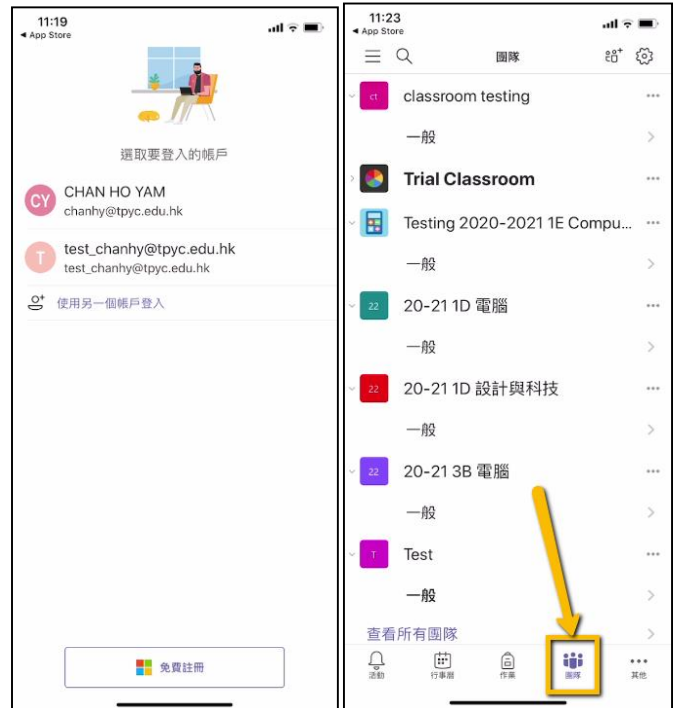 11:19
◀ App Store
選取要登入的帳戶
CY
CHAN HO YAM
chanhy@tpyc.edu.hk
T
test_chanhy@tpyc.edu.hk
test_chanhy@tpyc.edu.hk
使用另一個帳戶登入
免費註冊
11:23
◀ App Store
團隊
ct
classroom testing
一般
Trial Classroom
Testing 2020-2021 1E Compu...
一般
22
20-21 1D 電腦
一般
22
20-21 1D 設計與科技
一般
22
20-21 3B 電腦
一般
T
Test
一般
查看所有團隊
活動
行事曆
作業
團隊
其他